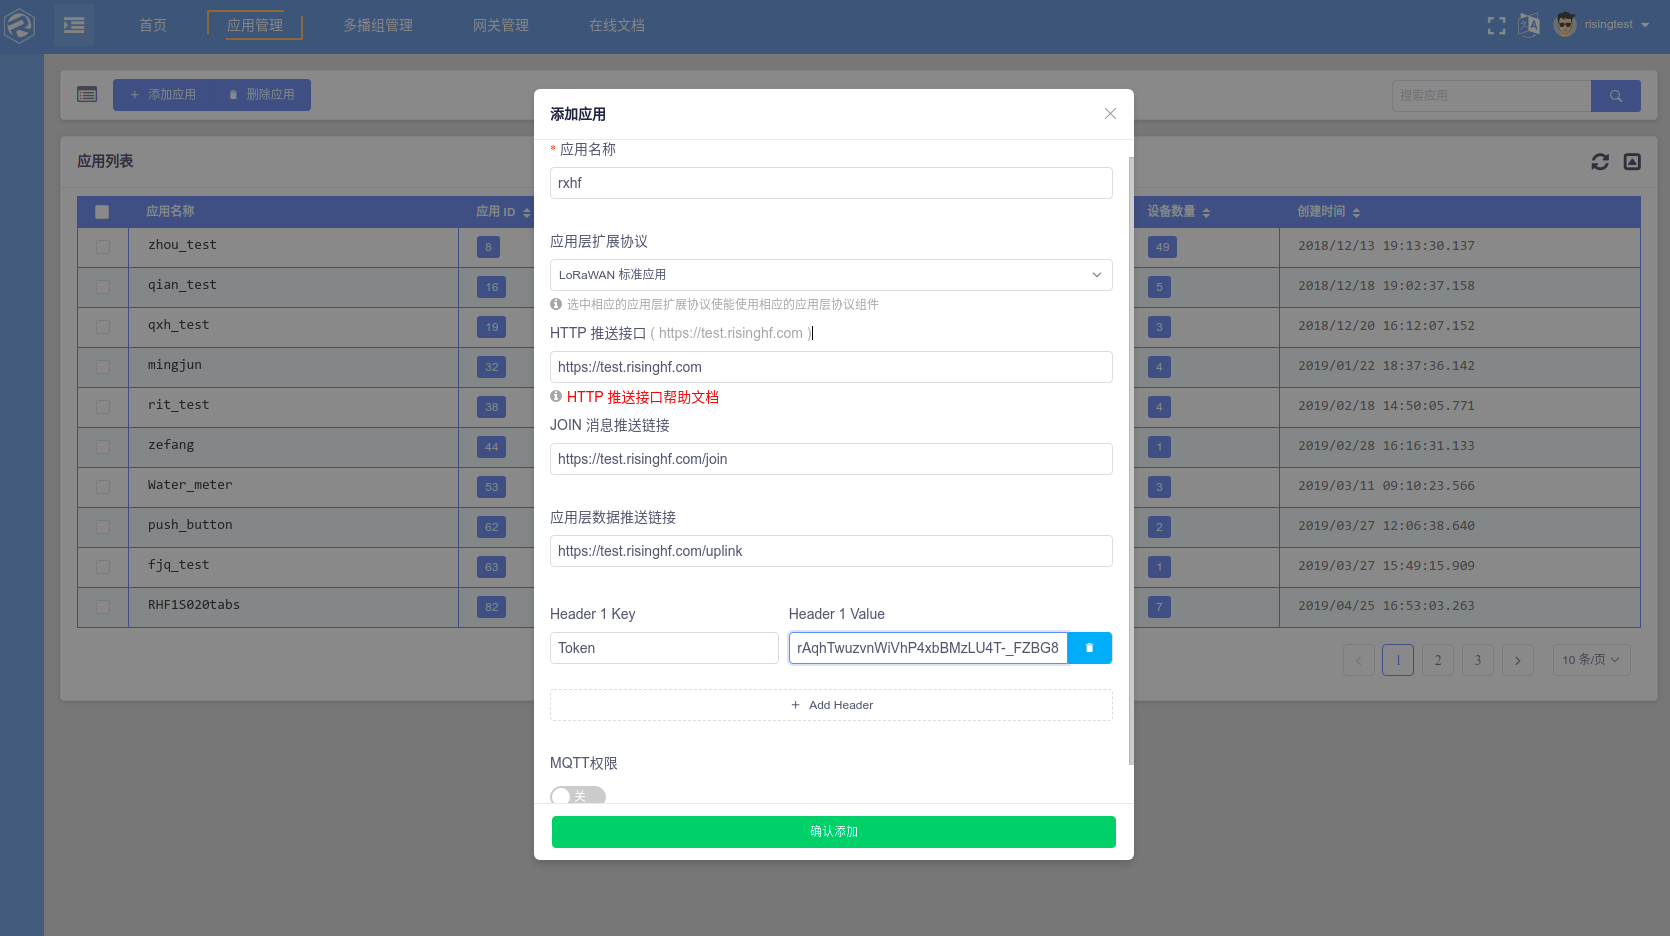 首页 应用管理 多播组管理 网关管理 在线文档 risingtest
+ 添加应用 删除应用 搜索应用
应用列表
应用名称 应用 ID 设备数量 创建时间
zhou_test 8 49 2018/12/13 19:13:30.137
qian_test 16 5 2018/12/18 19:02:37.158
qxh_test 19 3 2018/12/20 16:12:07.152
mingjun 32 4 2019/01/22 18:37:36.142
rit_test 38 4 2019/02/18 14:50:05.771
zefang 44 1 2019/02/28 16:16:31.133
Water_meter 53 3 2019/03/11 09:10:23.566
push_button 62 2 2019/03/27 12:06:38.640
fjq_test 63 1 2019/03/27 15:49:15.909
RHF1S020tabs 82 7 2019/04/25 16:53:03.263
1 2 3 10 条/页
添加应用
* 应用名称
rxhf
应用层扩展协议
LoRaWAN 标准应用
选中相应的应用层扩展协议使能使用相应的应用层协议组件
HTTP 推送接口 ( https://test.risinghf.com )
https://test.risinghf.com
HTTP 推送接口帮助文档
JOIN 消息推送链接
https://test.risinghf.com/join
应用层数据推送链接
https://test.risinghf.com/uplink
Header 1 Key Header 1 Value
Token rAqhTwuzvnWiVhP4xbBMzLU4T-_FZBG8
+ Add Header
MQTT权限
关
确认添加